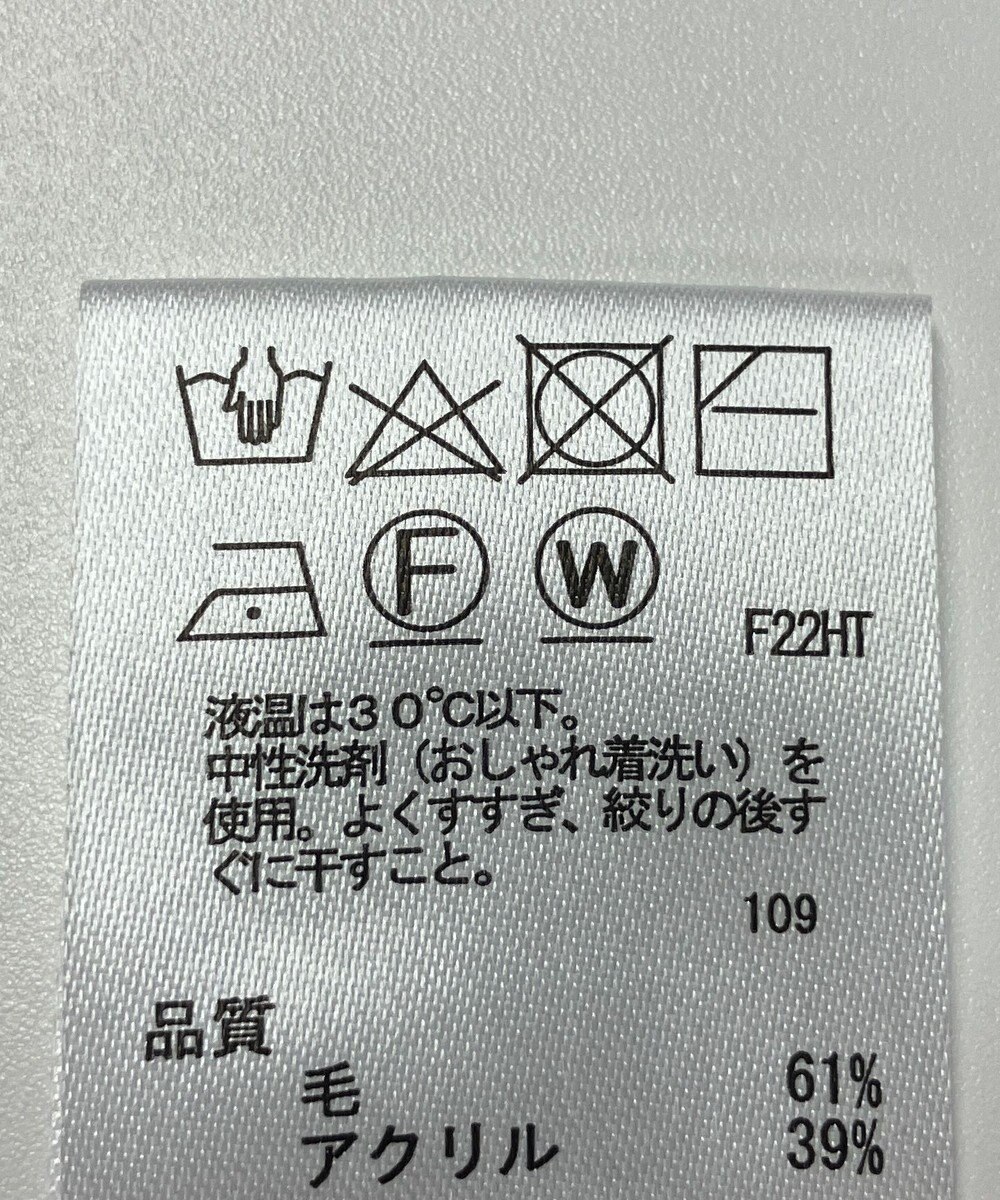 F W
F22HT
液温は30℃以下。
中性洗剤（おしゃれ着洗い）を
使用。よくすすぎ、絞りの後す
ぐに干すこと。
109
品質
毛 61%
アクリル 39%